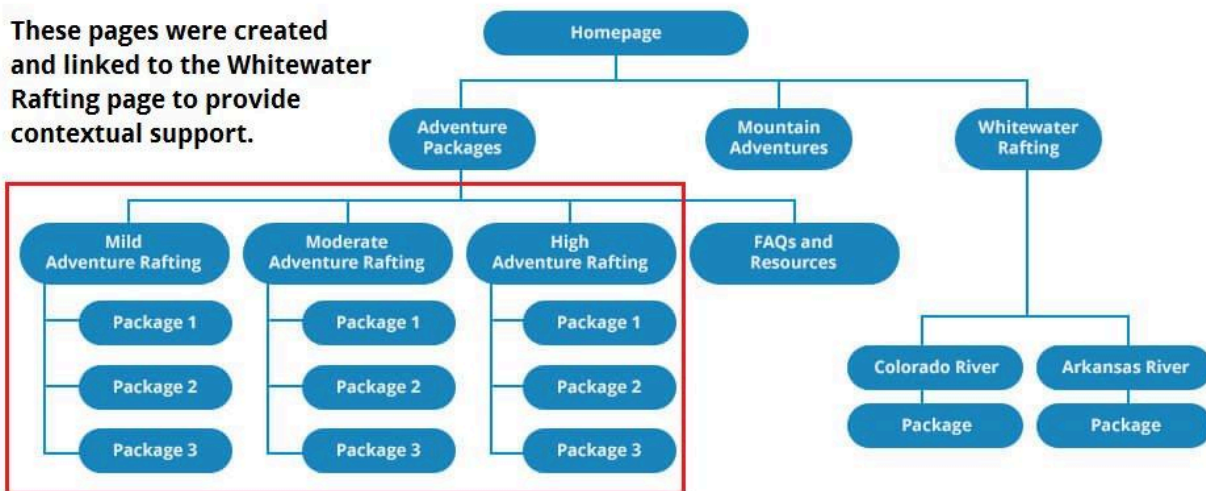 These pages were created
and linked to the Whitewater
Rafting page to provide
contextual support.
Homepage
Adventure
Packages
Mountain
Adventures
Whitewater
Rafting
Mild
Adventure Rafting
Moderate
Adventure Rafting
High
Adventure Rafting
FAQs and
Resources
Package 1
Package 2
Package 3
Package 1
Package 2
Package 3
Package 1
Package 2
Package 3
Colorado River
Package
Arkansas River
Package